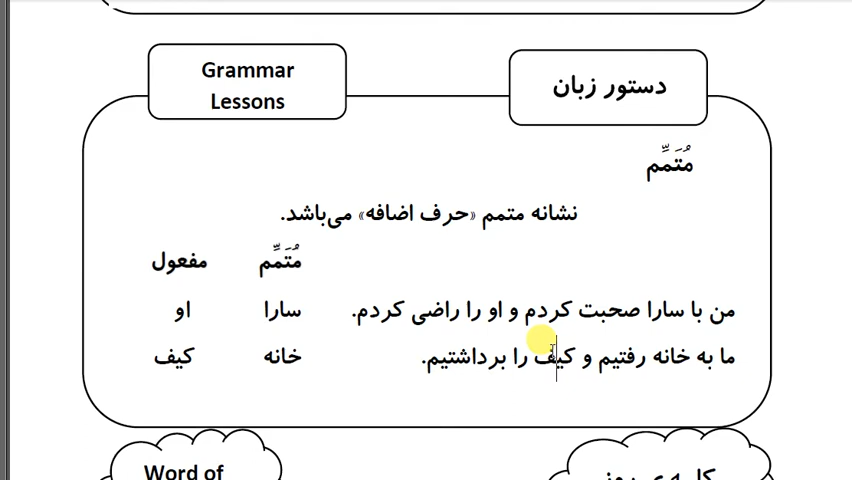 Grammar
Lessons
دستور زبان
مُتَمِّم
نشانه متمم «حرف اضافه» می‌باشد.
مُتَمِّم مفعول
من با سارا صحبت کردم و او را راضی کردم. سارا او
ما به خانه رفتیم و کیف را برداشتیم. خانه کیف
Word of